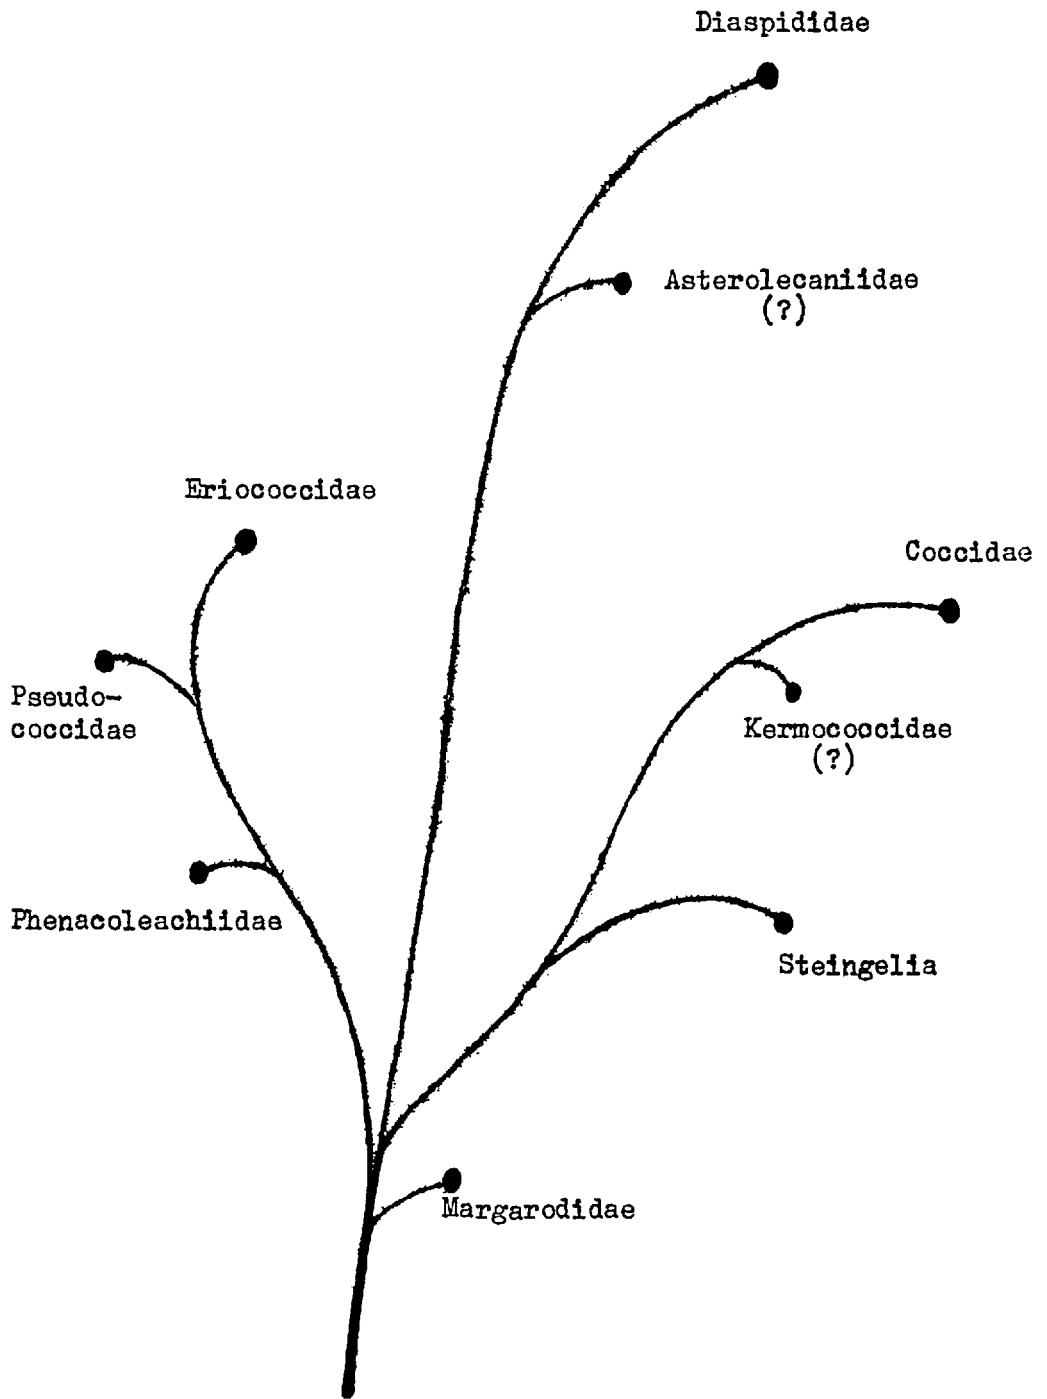 Diaspididae
Asterolecaniidae
(?)
Eriococcidae
Coccidae
Pseudo-
coccidae
Kermococcidae
(?)
Phenacoleachiidae
Steingelia
Margarodidae